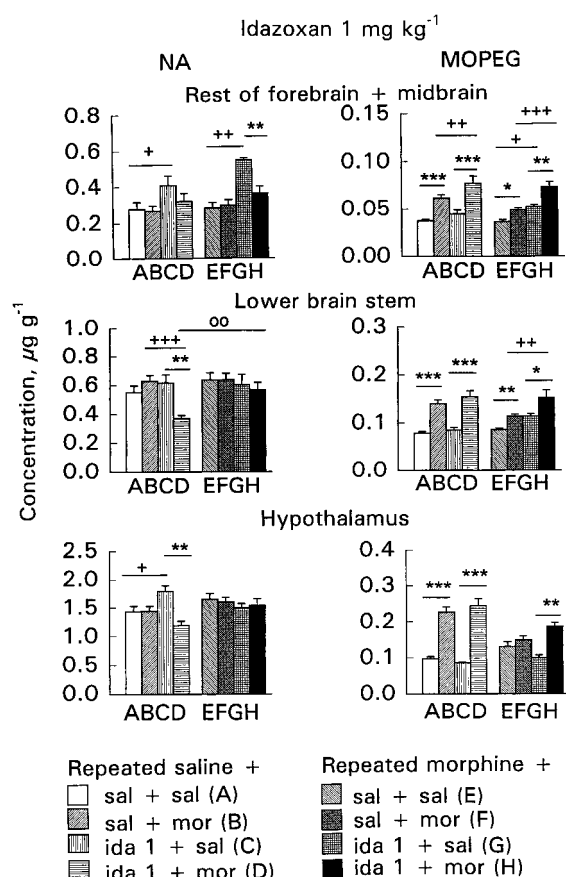 Idazoxan 1 mg kg-1
NA MOPEG
Rest of forebrain + midbrain
0.8
0.6
0.4
0.2
0.0
+ ++ **
ABCD EFGH
0.15
0.10
0.05
0.00
*** ++ *** * + +++ **
ABCD EFGH
Concentration, µg g-1
Lower brain stem
1.0
0.8
0.6
0.4
0.2
0.0
+++ ** oo
ABCD EFGH
0.3
0.2
0.1
0.0
*** *** ** ++ *
ABCD EFGH
Hypothalamus
2.5
2.0
1.5
1.0
0.5
0.0
+ **
ABCD EFGH
0.4
0.3
0.2
0.1
0.0
*** *** **
ABCD EFGH
Repeated saline +
sal + sal (A)
sal + mor (B)
ida 1 + sal (C)
ida 1 + mor (D)
Repeated morphine +
sal + sal (E)
sal + mor (F)
ida 1 + sal (G)
ida 1 + mor (H)